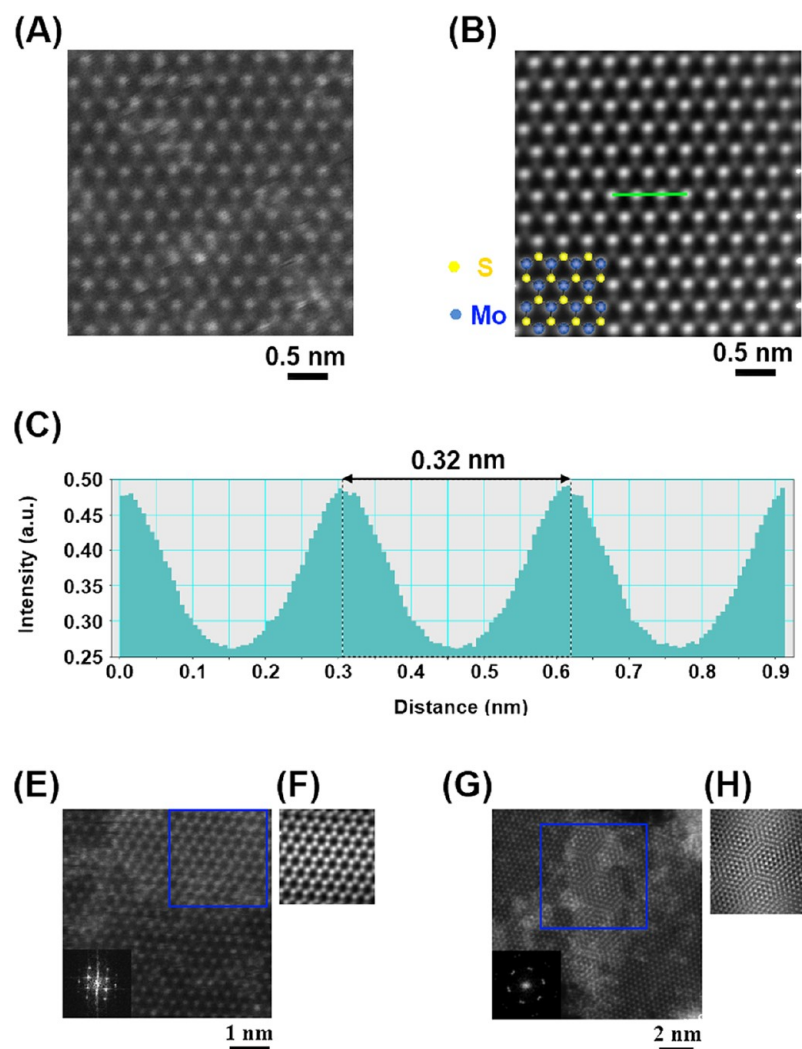 (A)
(B)
S
Mo
0.5 nm
0.5 nm
(C)
0.32 nm
0.50
0.45
0.40
0.35
0.30
0.25
Intensity (a.u.)
0.0 0.1 0.2 0.3 0.4 0.5 0.6 0.7 0.8 0.9
Distance (nm)
(E)
(F)
(G)
(H)
1 nm
2 nm